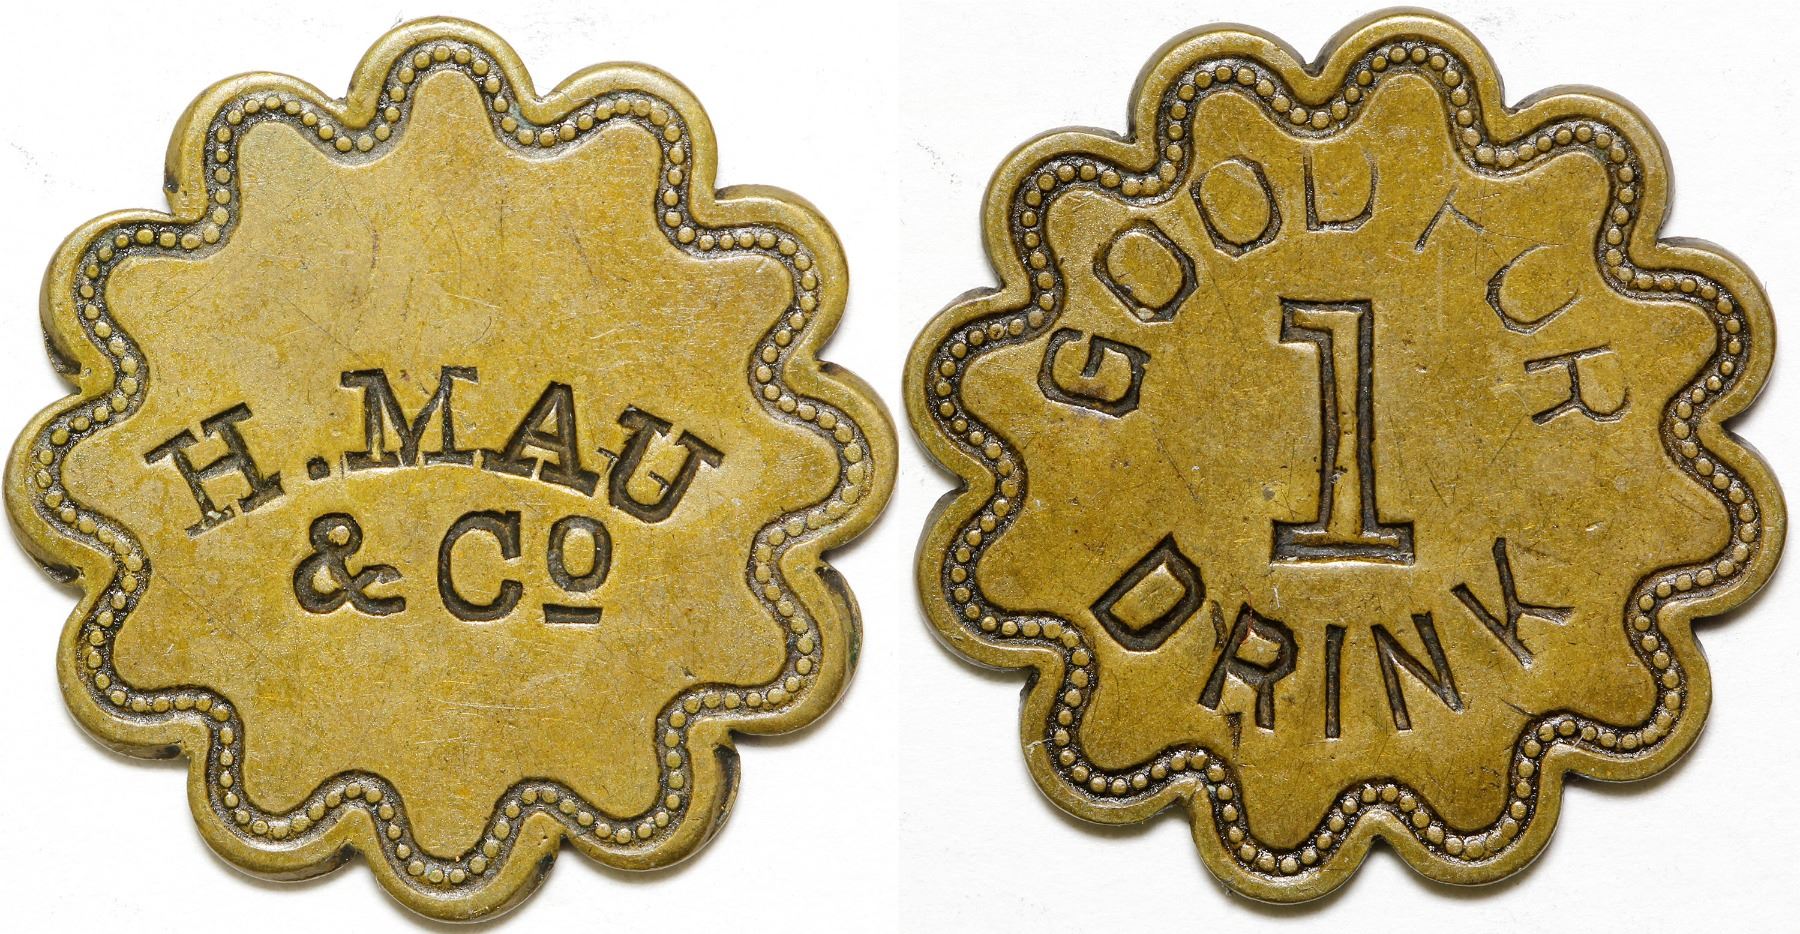 H. MAU
& Co
GOOD FOR
1
DRINK